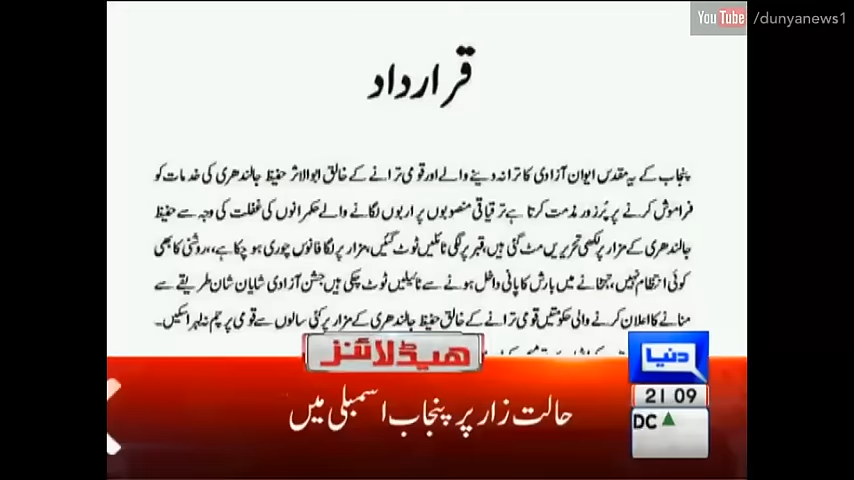 You Tube /dunyanews1
قرارداد
پنجاب کے یہ مقدس ایوان آزادی کا ترانہ دینے والے اور قومی ترانے کے خالق ابوالاثر حفیظ جالندھری کی خدمات کو
فراموش کرنے پر پُر زور مذمت کرتا ہے ترقیاتی منصوبوں پر اربوں لگانے والے حکمرانوں کی غفلت کی وجہ سے حفیظ
جالندھری کے مزار پر لکھی تحریریں مٹ گئی ہیں، قبر پر لگی ٹائلیں ٹوٹ گئیں، مزار پر لگا فانوس چوری ہو چکا ہے، روشنی کا بھی
کوئی انتظام نہیں، میں بارش کا پانی داخل ہونے سے ٹائیلیں ٹوٹ چکی ہیں جشن آزادی شایان شان طریقے سے
منانے کا اعلان کرنے والی حکومتیں قومی ترانے کے خالق حفیظ جالندھری کے مزار پر کئی سالوں سے قومی پرچم نہ لہرا سکیں۔
ھیڈلائنز
دنیا
21 09
DC
حالت زار پر پنجاب اسمبلی میں